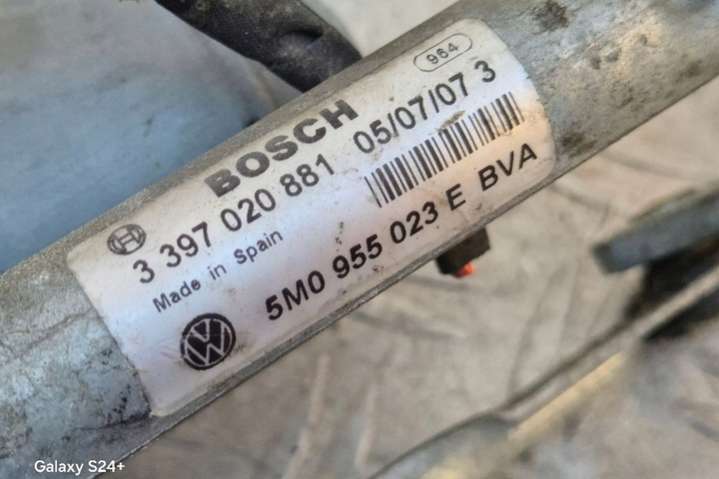 964
BOSCH
3 397 020 881 05/07/07 3
Made in Spain
5M0 955 023 E BVA
Galaxy S24+